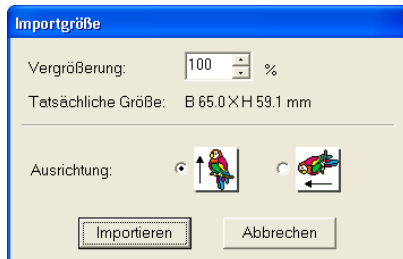 Importgröße
Vergrößerung: 100 %
Tatsächliche Größe: B 65.0 X H 59.1 mm
Ausrichtung:
Importieren Abbrechen